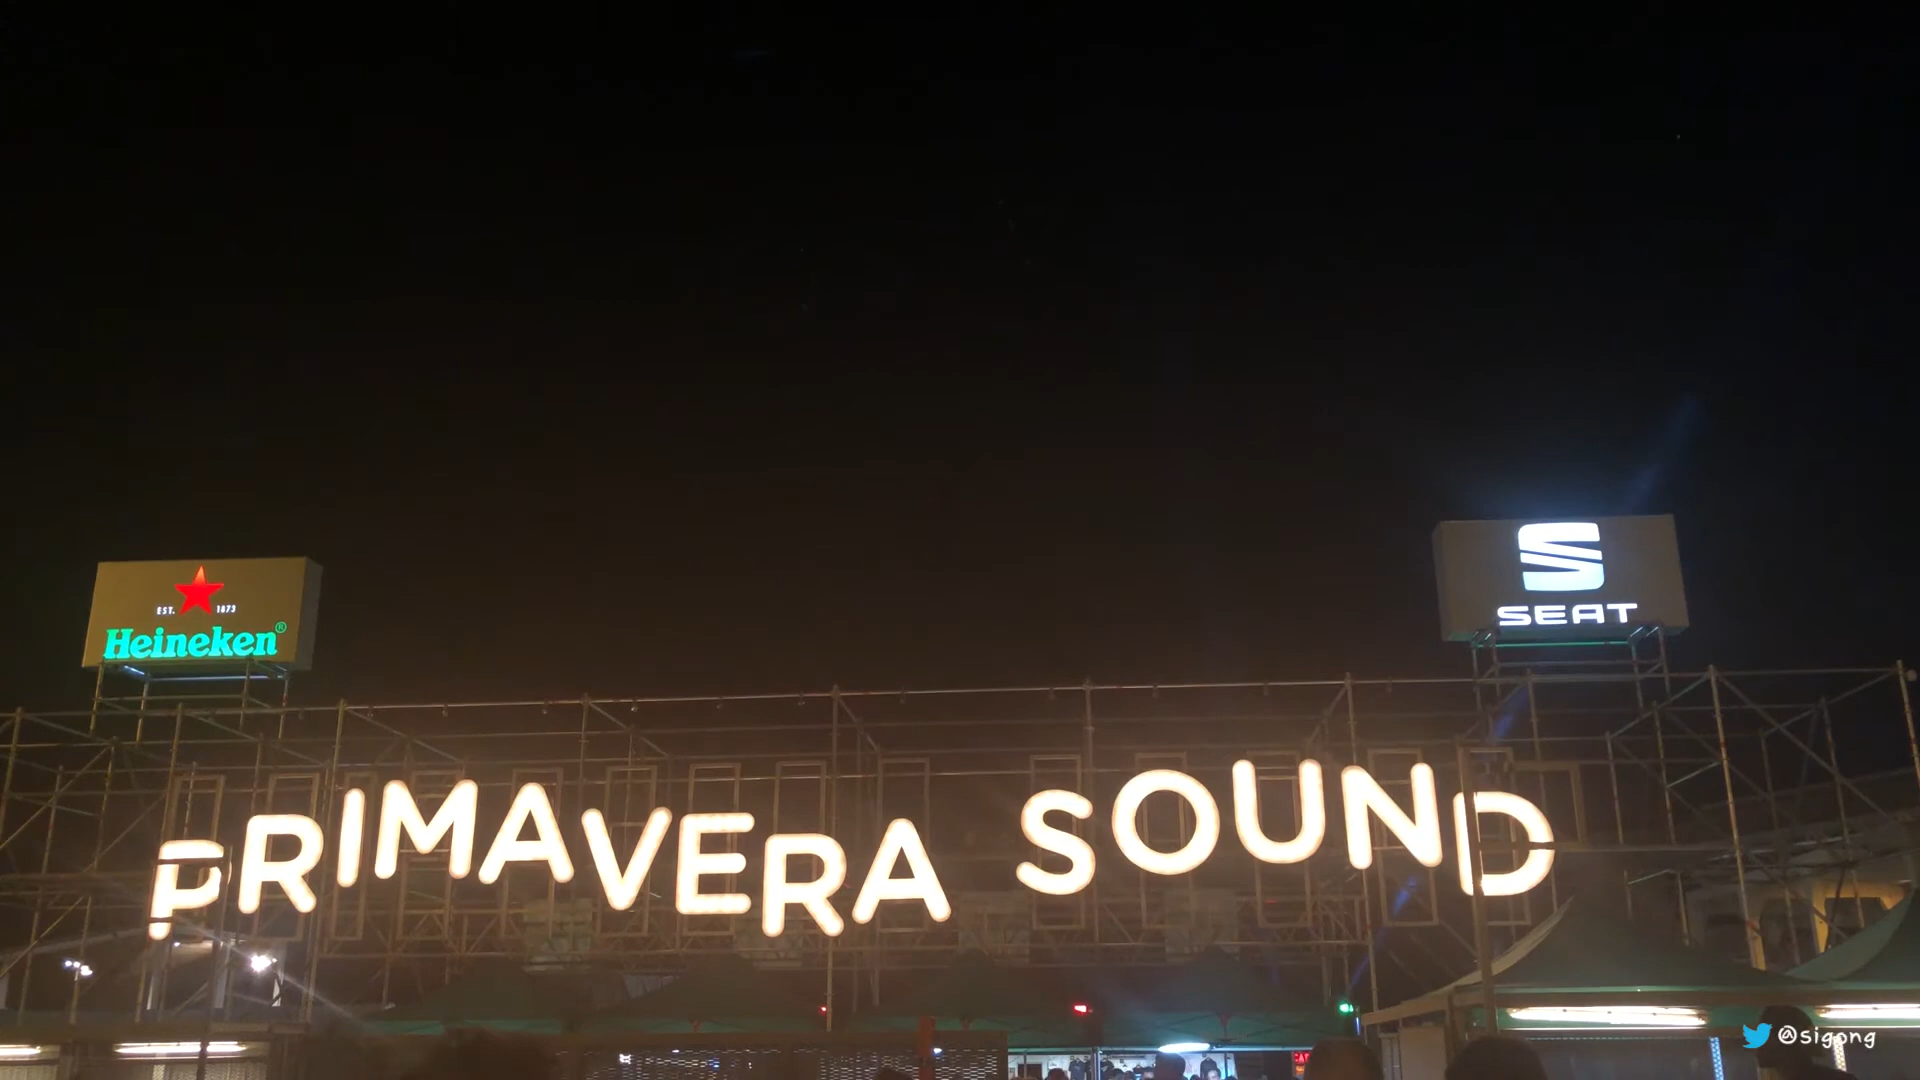 EST. 1873
Heineken®
SEAT
PRIMAVERA SOUND
@sigong